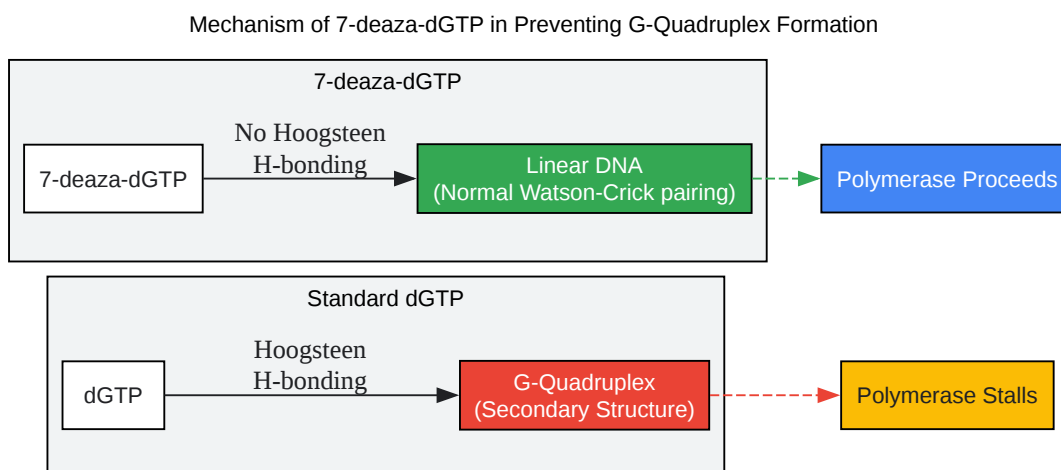 Mechanism of 7-deaza-dGTP in Preventing G-Quadruplex Formation
7-deaza-dGTP
7-deaza-dGTP
No Hoogsteen
H-bonding
Linear DNA
(Normal Watson-Crick pairing)
Polymerase Proceeds
Standard dGTP
dGTP
Hoogsteen
H-bonding
G-Quadruplex
(Secondary Structure)
Polymerase Stalls